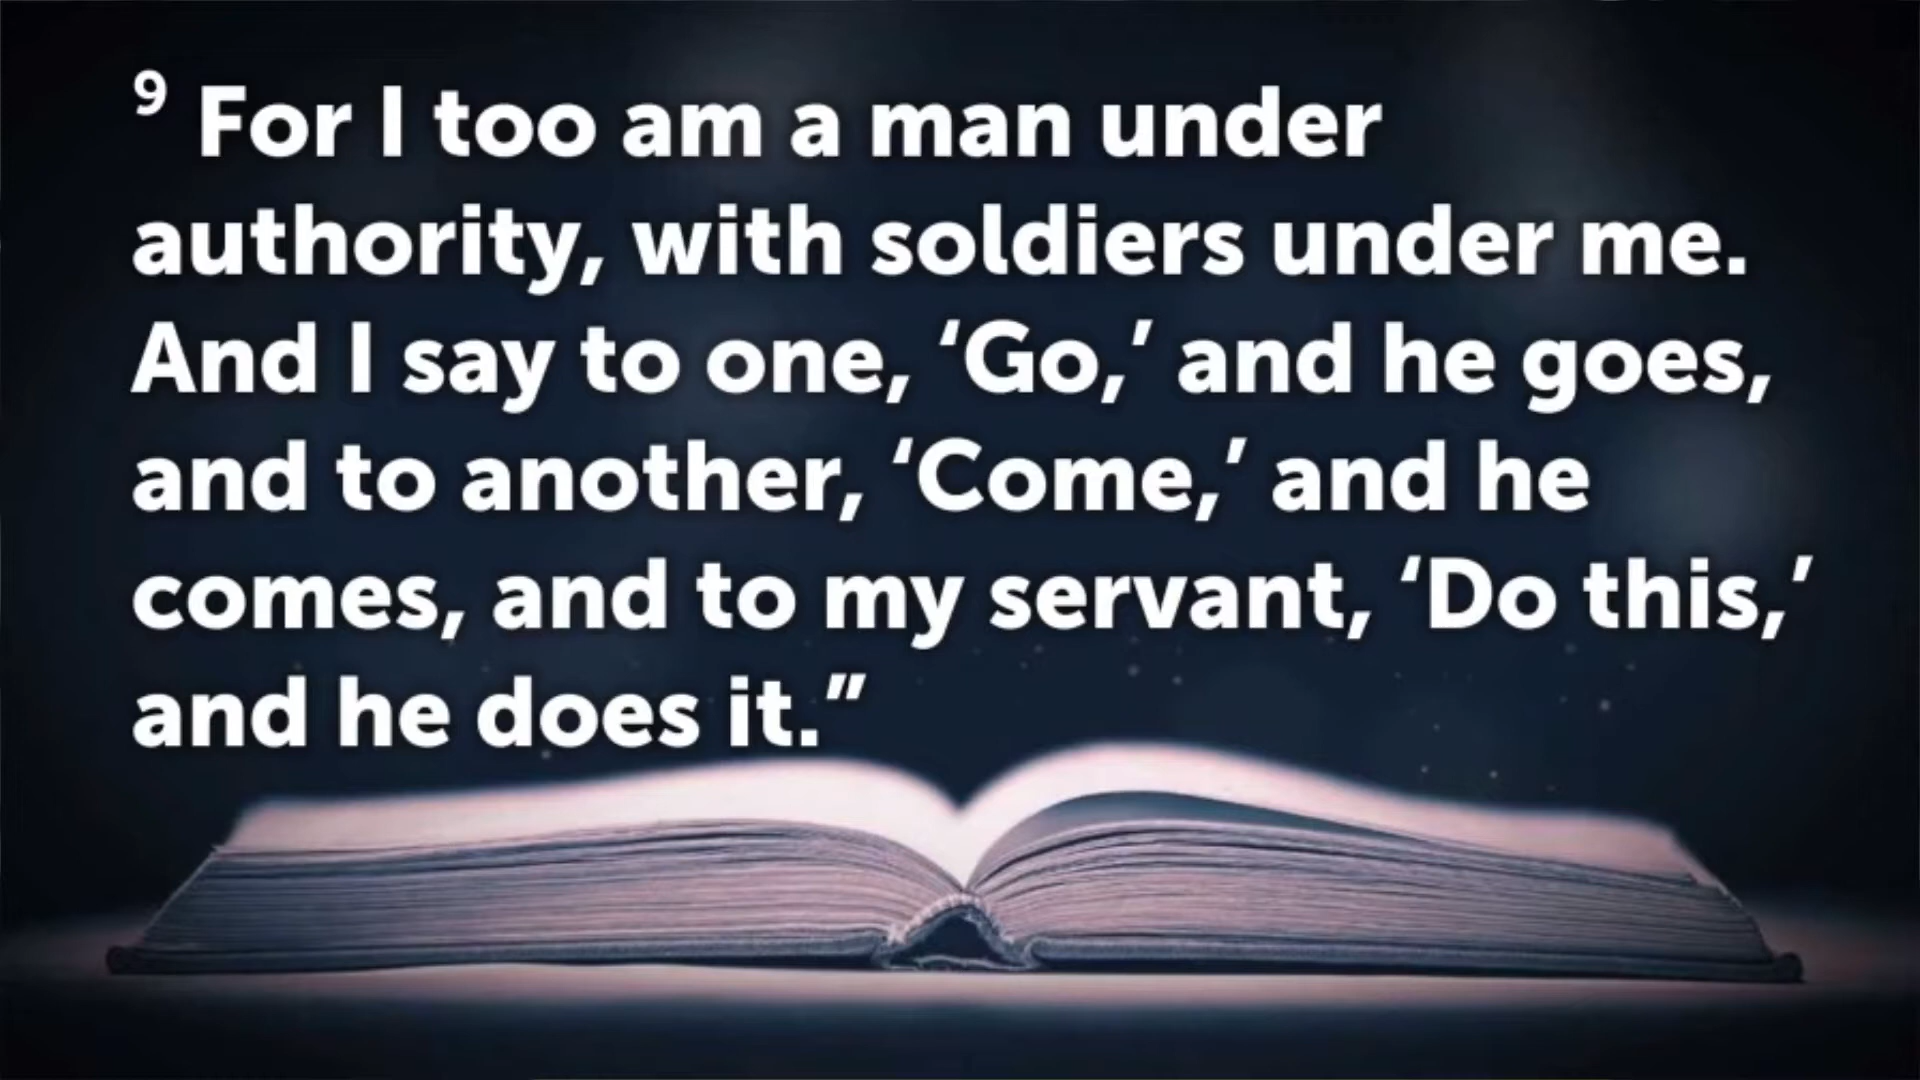 9 For I too am a man under
authority, with soldiers under me.
And I say to one, ‘Go,’ and he goes,
and to another, ‘Come,’ and he
comes, and to my servant, ‘Do this,’
and he does it.”